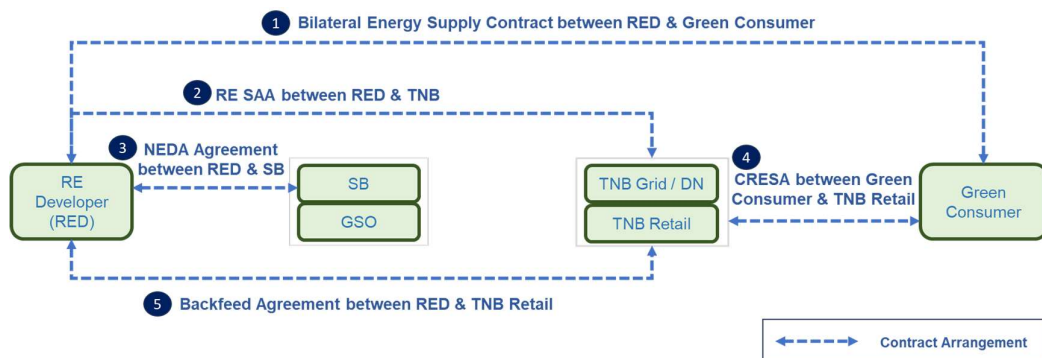 1 Bilateral Energy Supply Contract between RED & Green Consumer
2 RE SAA between RED & TNB
3 NEDA Agreement
between RED & SB
4
CRESA between Green
Consumer & TNB Retail
RE
Developer
(RED)
SB
GSO
TNB Grid / DN
TNB Retail
Green
Consumer
5 Backfeed Agreement between RED & TNB Retail
Contract Arrangement